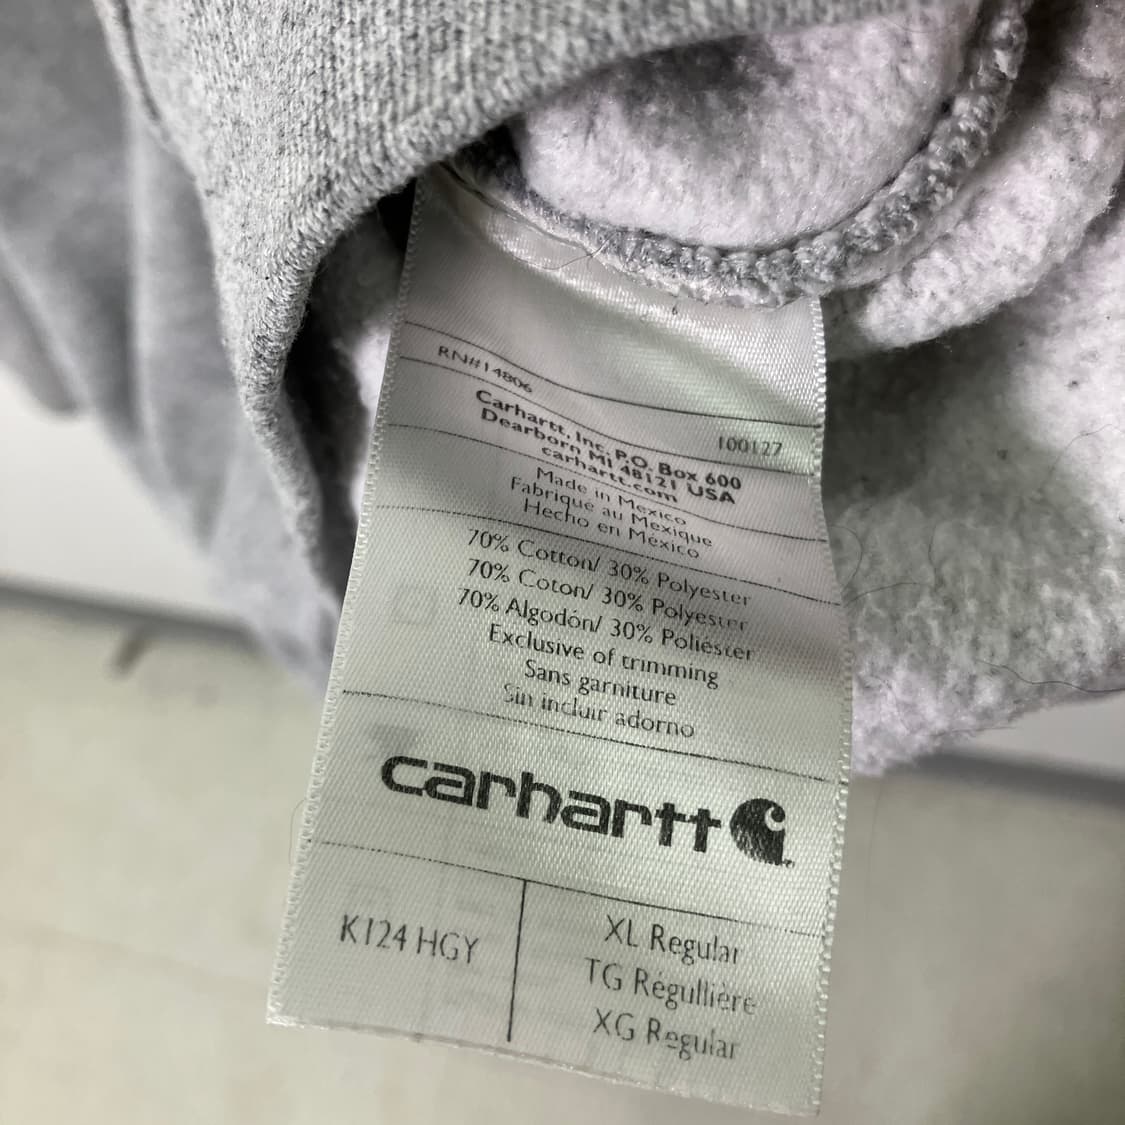 RN#14806
100127
Carhartt, Inc. P.O. Box 600
Dearborn MI 48121 USA
carhartt.com
Made in Mexico
Fabriqué au Mexique
Hecho en México
70% Cotton/ 30% Polyester
70% Coton/ 30% Polyester
70% Algodón/ 30% Poliéster
Exclusive of trimming
Sans garniture
Sin incluir adorno
carhartt
K124 HGY
XL Regular
TG Régullière
XG Regular